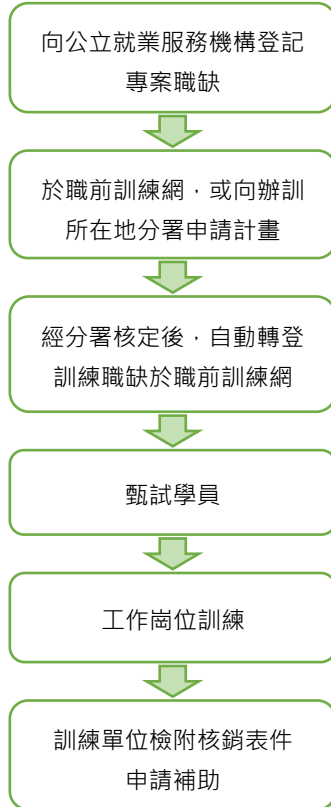 向公立就業服務機構登記
專案職缺
於職前訓練網，或向辦訓
所在地分署申請計畫
經分署核定後，自動轉登
訓練職缺於職前訓練網
甄試學員
工作崗位訓練
訓練單位檢附核銷表件
申請補助